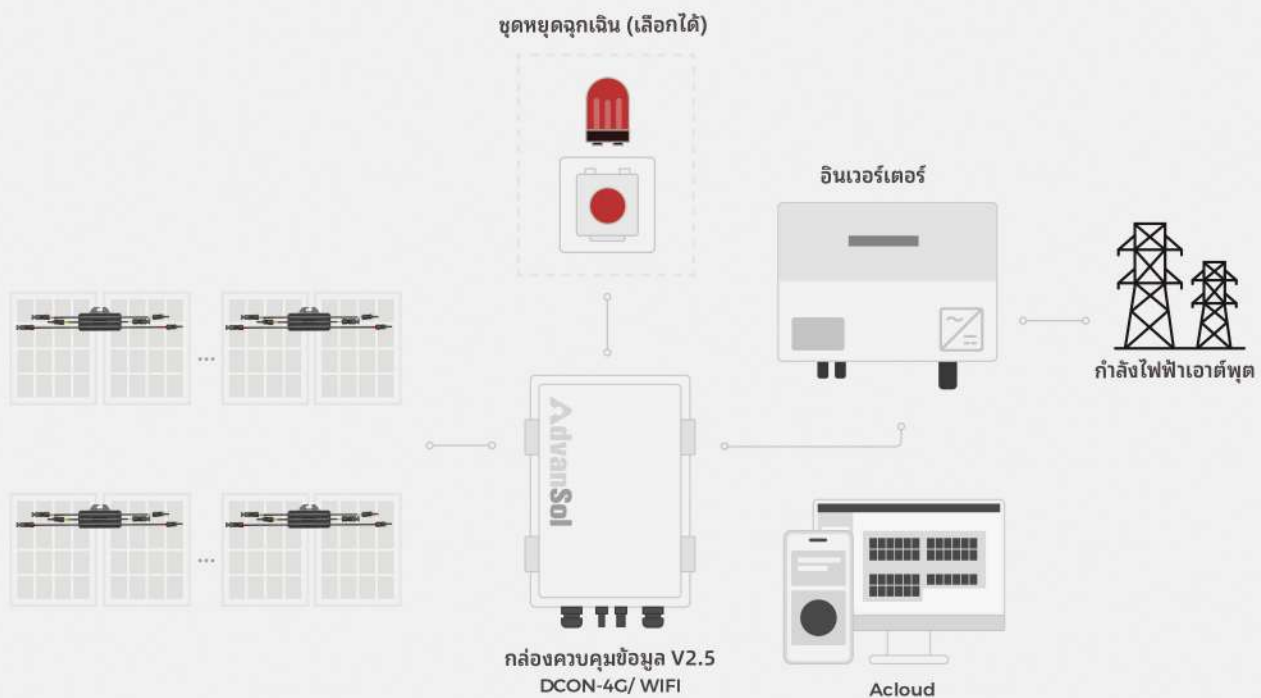 ชุดหยุดฉุกเฉิน (เลือกได้)
อินเวอร์เตอร์
กำลังไฟฟ้าเอาต์พุต
AdvanSol
กล่องควบคุมข้อมูล V2.5
DCON-4G/ WIFI
Acloud